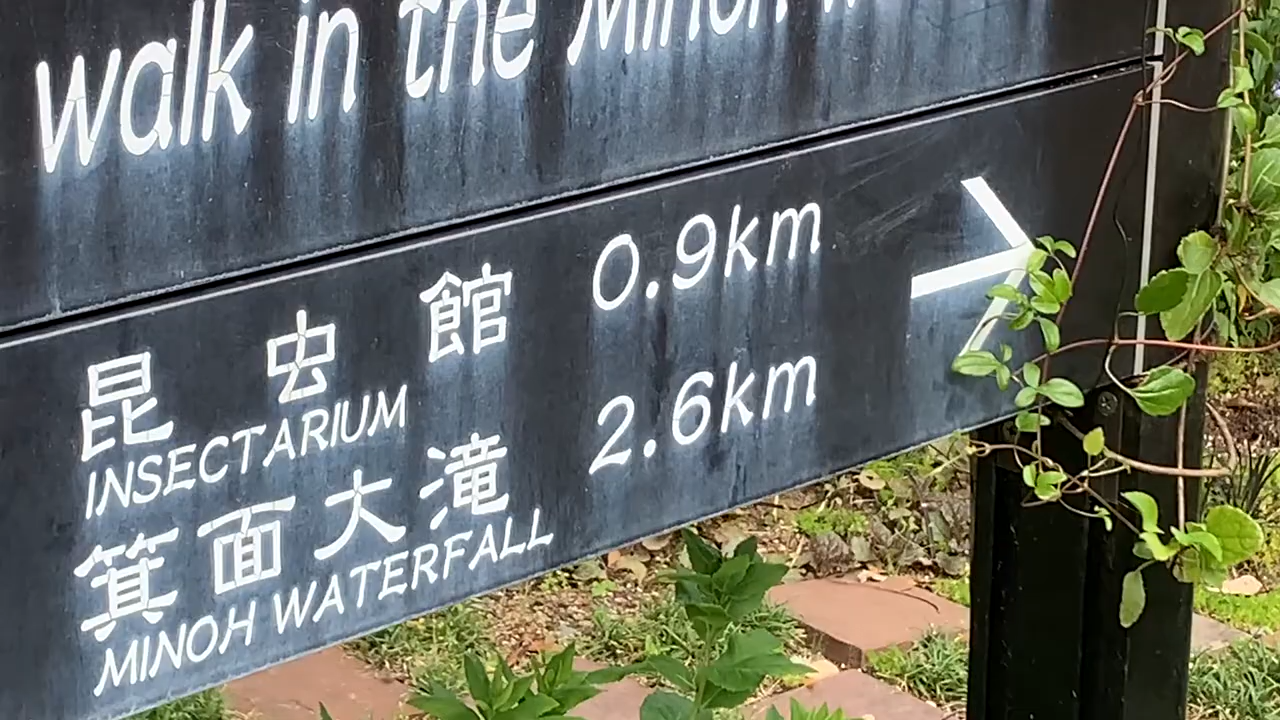 Walk in the Minoh
昆虫館 0.9km
INSECTARIUM
箕面大滝 2.6km
MINOH WATERFALL